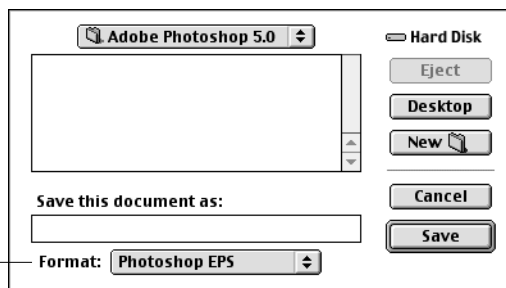 Adobe Photoshop 5.0
Hard Disk
Eject
Desktop
New
Save this document as:
Cancel
Save
Format: Photoshop EPS